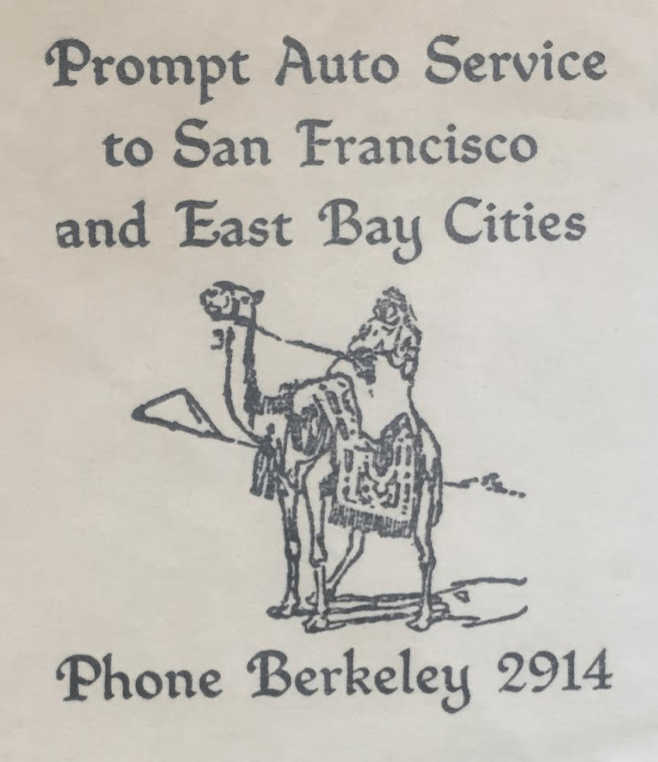 Prompt Auto Service
to San Francisco
and East Bay Cities
Phone Berkeley 2914